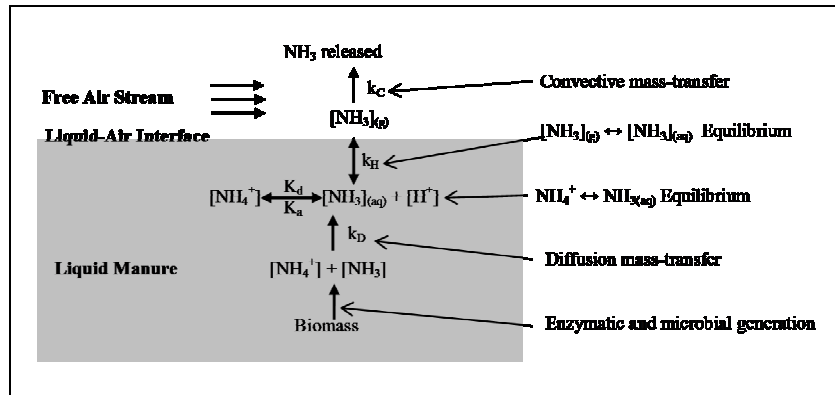 NH₃ released
k_C
Convective mass-transfer
Free Air Stream
[NH₃](g)
Liquid-Air Interface
[NH₃](g) ↔ [NH₃](aq) Equilibrium
k_H
[NH₄⁺]
K_d
K_a
[NH₃](aq) + [H⁺]
NH₄⁺ ↔ NH₃(aq) Equilibrium
k_D
Liquid Manure
[NH₄⁺] + [NH₃]
Diffusion mass-transfer
Biomass
Enzymatic and microbial generation